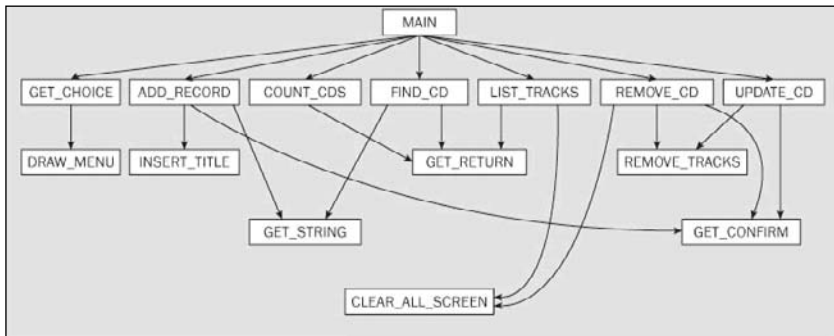 MAIN
GET_CHOICE
ADD_RECORD
COUNT_CDS
FIND_CD
LIST_TRACKS
REMOVE_CD
UPDATE_CD
DRAW_MENU
INSERT_TITLE
GET_RETURN
REMOVE_TRACKS
GET_STRING
GET_CONFIRM
CLEAR_ALL_SCREEN